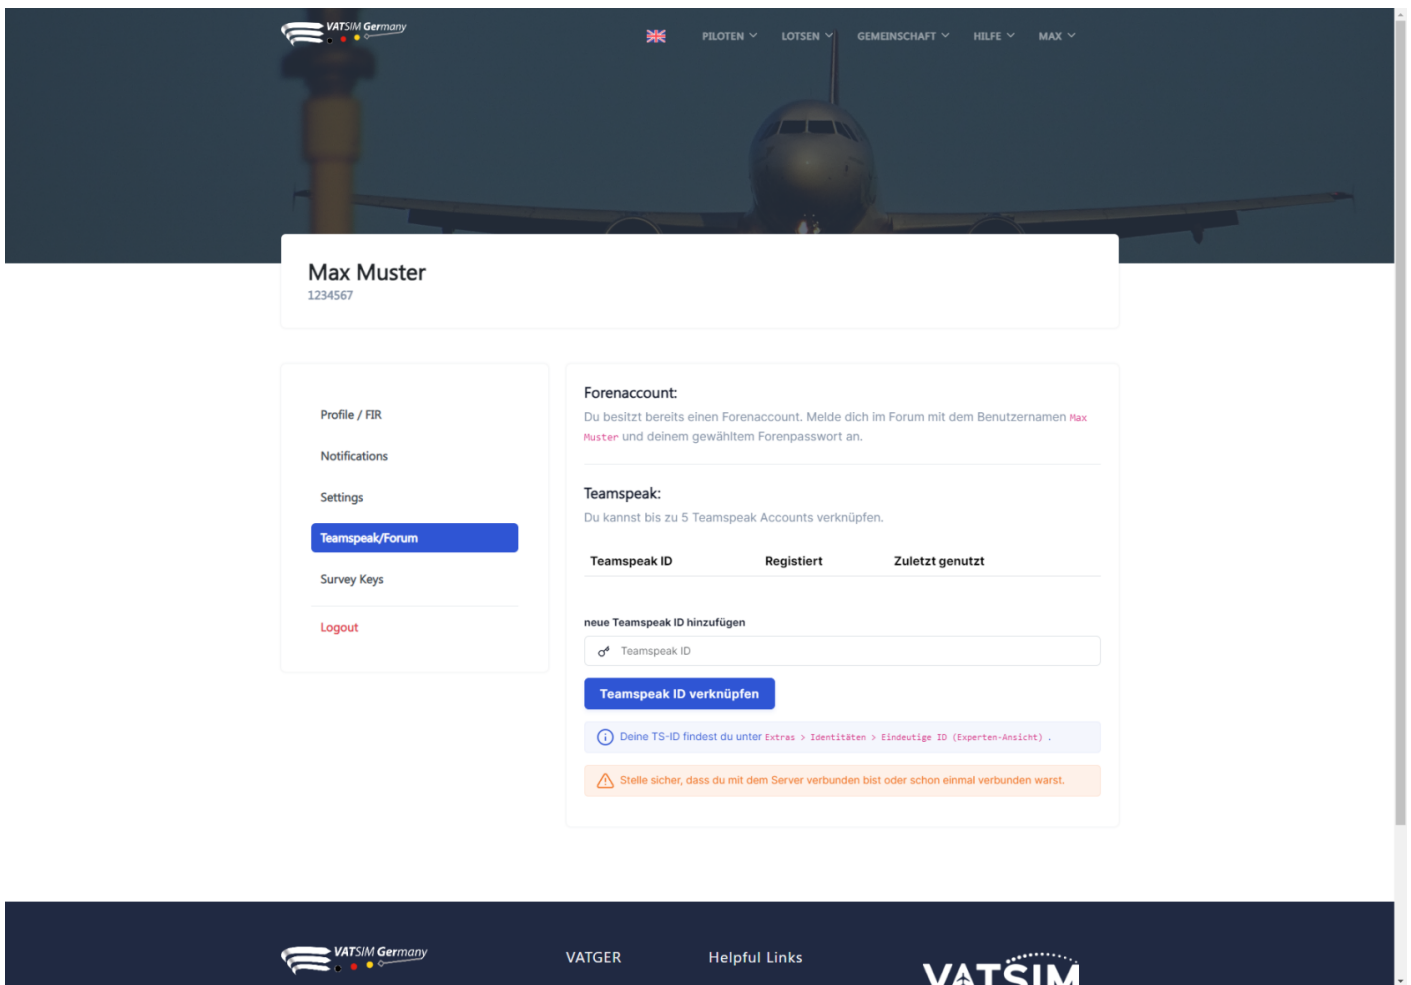 VATSIM Germany
PILOTEN LOTSEN GEMEINSCHAFT HILFE MAX
Max Muster
1234567
Profile / FIR
Notifications
Settings
Teamspeak/Forum
Survey Keys
Logout
Forenaccount:
Du besitzt bereits einen Forenaccount. Melde dich im Forum mit dem Benutzernamen Max
Muster und deinem gewähltem Forenpasswort an.
Teamspeak:
Du kannst bis zu 5 Teamspeak Accounts verknüpfen.
Teamspeak ID Registiert Zuletzt genutzt
neue Teamspeak ID hinzufügen
Teamspeak ID
Teamspeak ID verknüpfen
Deine TS-ID findest du unter Extras > Identitäten > Eindeutige ID (Experten-Ansicht) .
Stelle sicher, dass du mit dem Server verbunden bist oder schon einmal verbunden warst.
VATSIM Germany
VATGER
Helpful Links
VATSIM